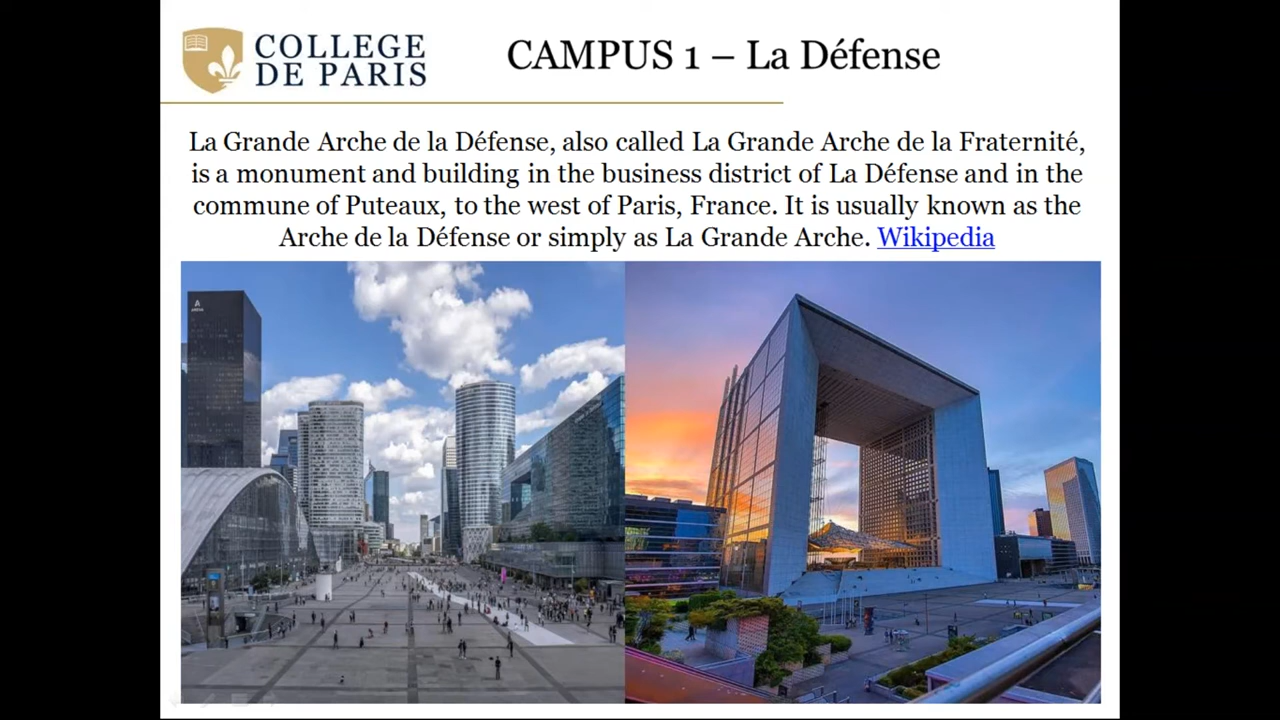 COLLEGE
DE PARIS
CAMPUS 1 – La Défense
La Grande Arche de la Défense, also called La Grande Arche de la Fraternité,
is a monument and building in the business district of La Défense and in the
commune of Puteaux, to the west of Paris, France. It is usually known as the
Arche de la Défense or simply as La Grande Arche. Wikipedia
A
AREVA